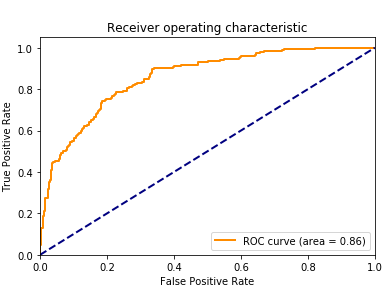 Receiver operating characteristic
True Positive Rate
1.0
0.8
0.6
0.4
0.2
0.0
ROC curve (area = 0.86)
0.0 0.2 0.4 0.6 0.8 1.0
False Positive Rate